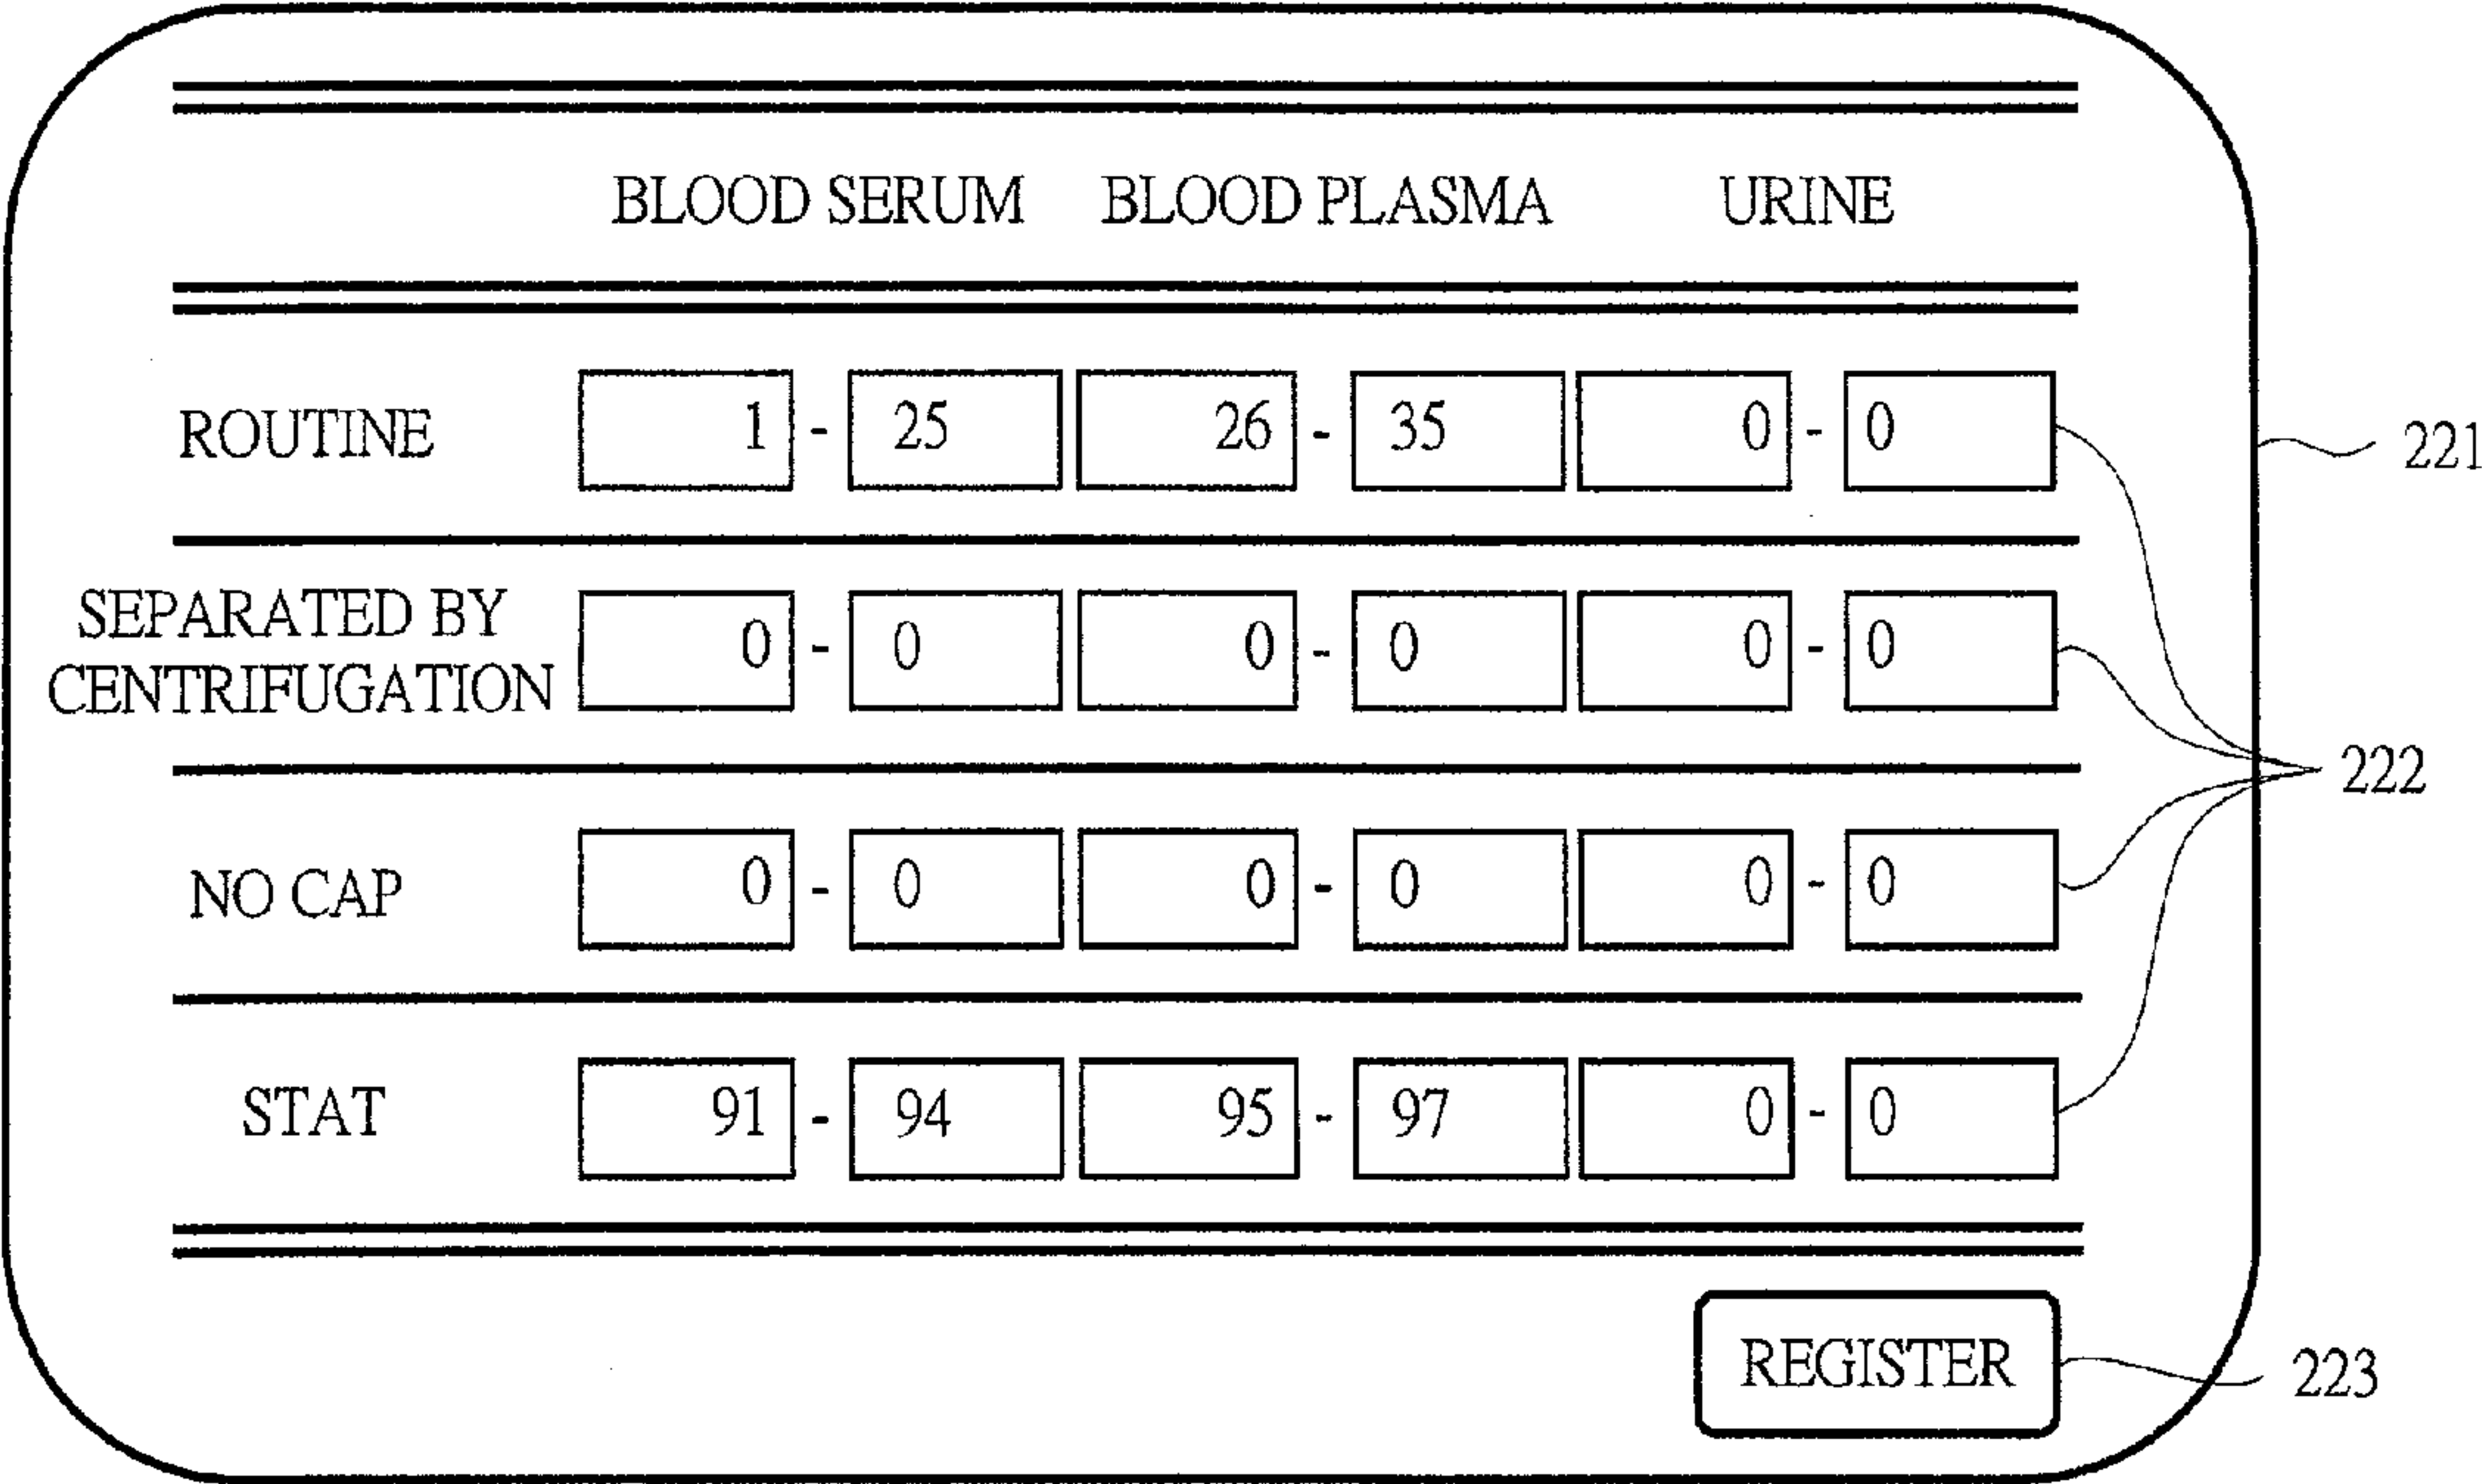 BLOOD SERUM BLOOD PLASMA URINE
ROUTINE 1 - 25 26 - 35 0 - 0
221
SEPARATED BY
CENTRIFUGATION 0 - 0 0 - 0 0 - 0
222
NO CAP 0 - 0 0 - 0 0 - 0
STAT 91 - 94 95 - 97 0 - 0
REGISTER 223